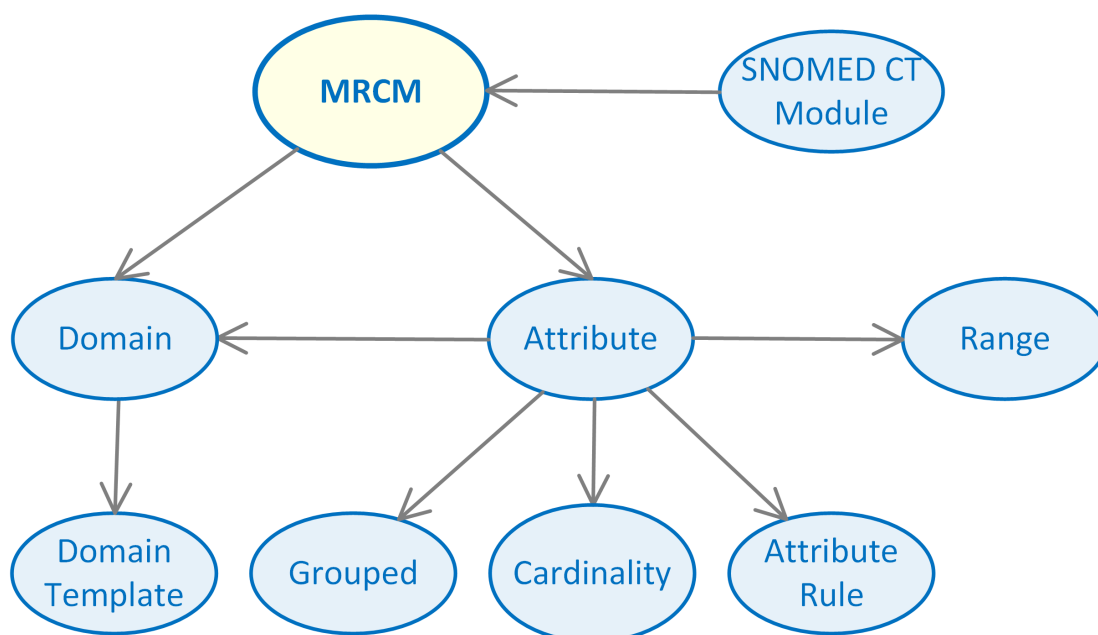 MRCM
SNOMED CT
Module
Domain
Attribute
Range
Domain
Template
Grouped
Cardinality
Attribute
Rule